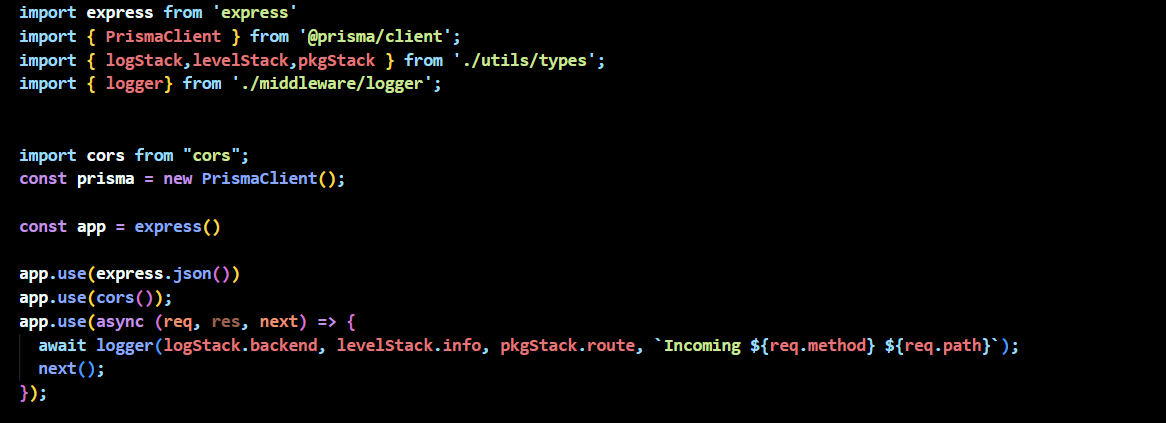 import express from 'express'
import { PrismaClient } from '@prisma/client';
import { logStack,levelStack,pkgStack } from './utils/types';
import { logger} from './middleware/logger';
import cors from "cors";
const prisma = new PrismaClient();
const app = express()
app.use(express.json())
app.use(cors());
app.use(async (req, res, next) => {
  await logger(logStack.backend, levelStack.info, pkgStack.route, `Incoming ${req.method} ${req.path}`);
  next();
});